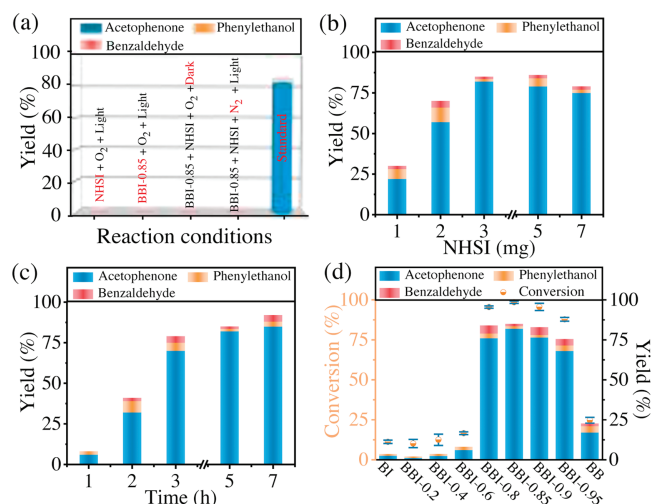 (a)
Acetophenone Phenylethanol
Benzaldehyde
Yield (%)
100
80
60
40
20
0
NHSI + O2 + Light
BBI-0.85 + O2 + Light
BBI-0.85 + NHSI + O2 +Dark
BBI-0.85 + NHSI + N2 + Light
Standard
Reaction conditions
(b)
Acetophenone Phenylethanol
Benzaldehyde
Yield (%)
100
75
50
25
0
1 2 3 5 7
NHSI (mg)
(c)
Acetophenone Phenylethanol
Benzaldehyde
Yield (%)
100
75
50
25
0
1 2 3 5 7
Time (h)
(d)
Acetophenone Phenylethanol
Benzaldehyde Conversion
Conversion (%)
100
75
50
25
0
Yield (%)
100
75
50
25
0
BI BBI-0.2 BBI-0.4 BBI-0.6 BBI-0.8 BBI-0.85 BBI-0.9 BBI-0.95 BB